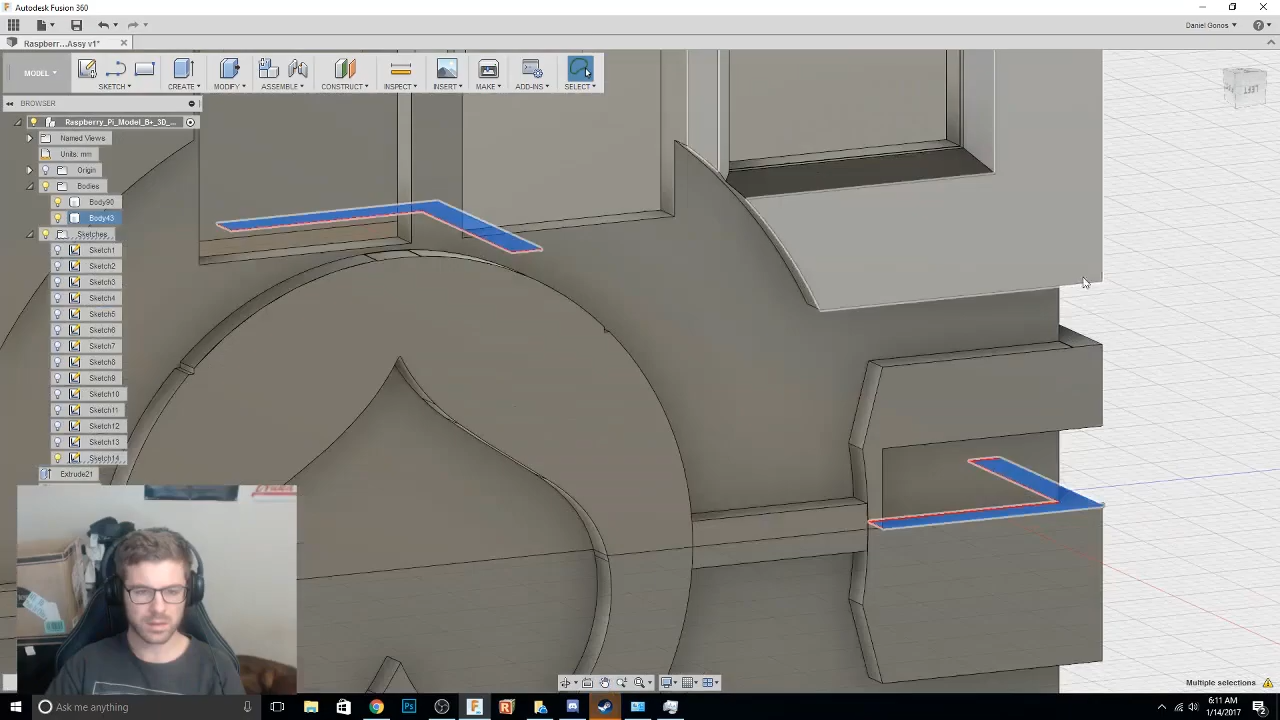 Autodesk Fusion 360
Daniel Gonos
Raspberr...Assy v1*
MODEL
SKETCH
CREATE
MODIFY
ASSEMBLE
CONSTRUCT
INSPECT
INSERT
MAKE
ADD-INS
SELECT
BROWSER
Raspberry_Pi_Model_B+_3D_...
Named Views
Units: mm
Origin
Bodies
Body90
Body43
Sketches
Sketch1
Sketch2
Sketch3
Sketch4
Sketch5
Sketch6
Sketch7
Sketch8
Sketch9
Sketch10
Sketch11
Sketch12
Sketch13
Sketch14
Extrude21
LEFT
Multiple selections
Ask me anything
6:11 AM
1/14/2017